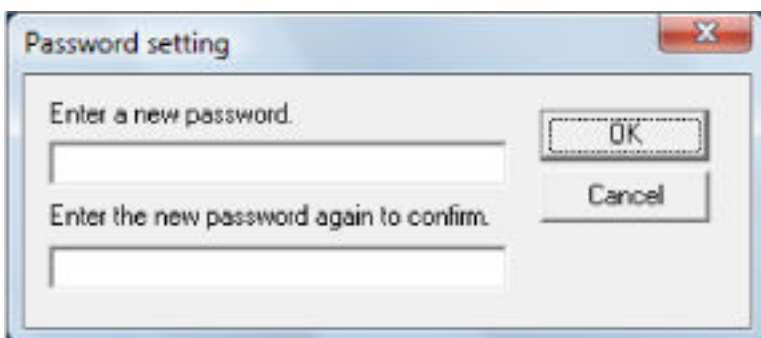 Password setting
Enter a new password.
OK
Enter the new password again to confirm.
Cancel